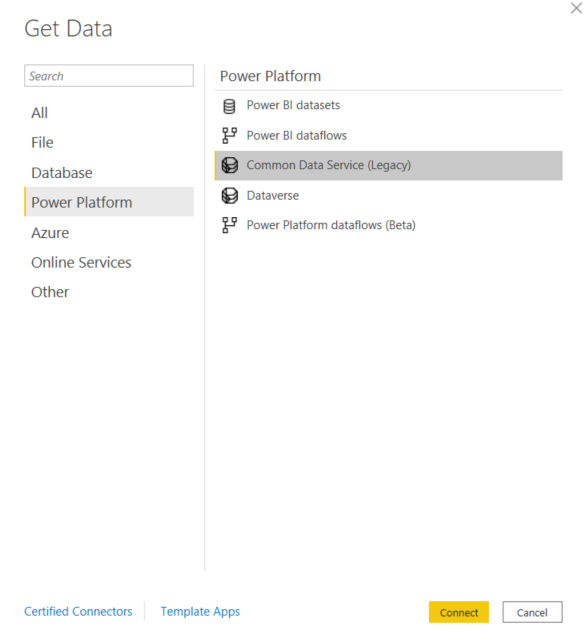 Get Data
Search
All
File
Database
Power Platform
Azure
Online Services
Other
Power Platform
Power BI datasets
Power BI dataflows
Common Data Service (Legacy)
Dataverse
Power Platform dataflows (Beta)
Certified Connectors
Template Apps
Connect
Cancel